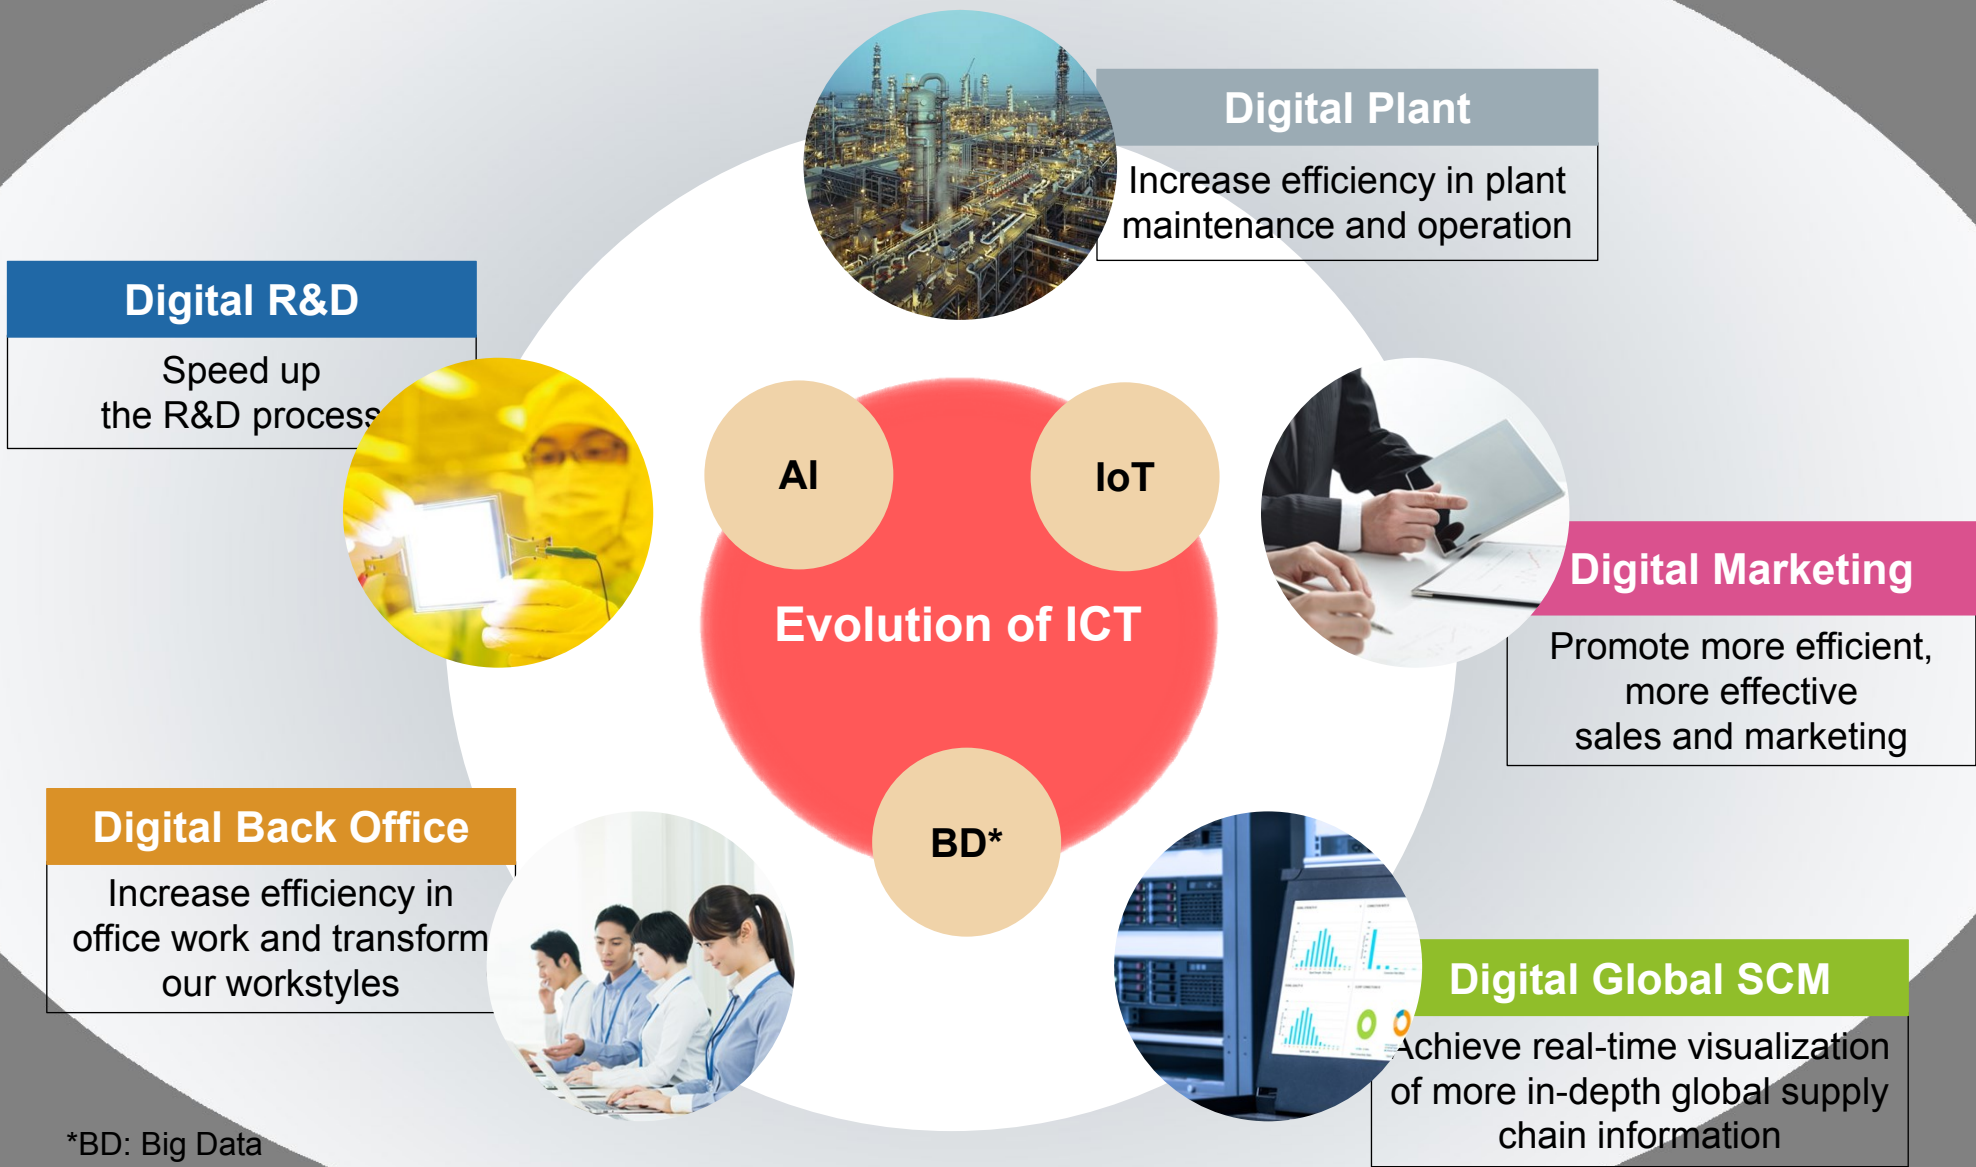 Digital Plant
Increase efficiency in plant
maintenance and operation
Digital R&D
Speed up
the R&D process
AI
IoT
Evolution of ICT
BD*
Digital Marketing
Promote more efficient,
more effective
sales and marketing
Digital Back Office
Increase efficiency in
office work and transform
our workstyles
Digital Global SCM
Achieve real-time visualization
of more in-depth global supply
chain information
*BD: Big Data